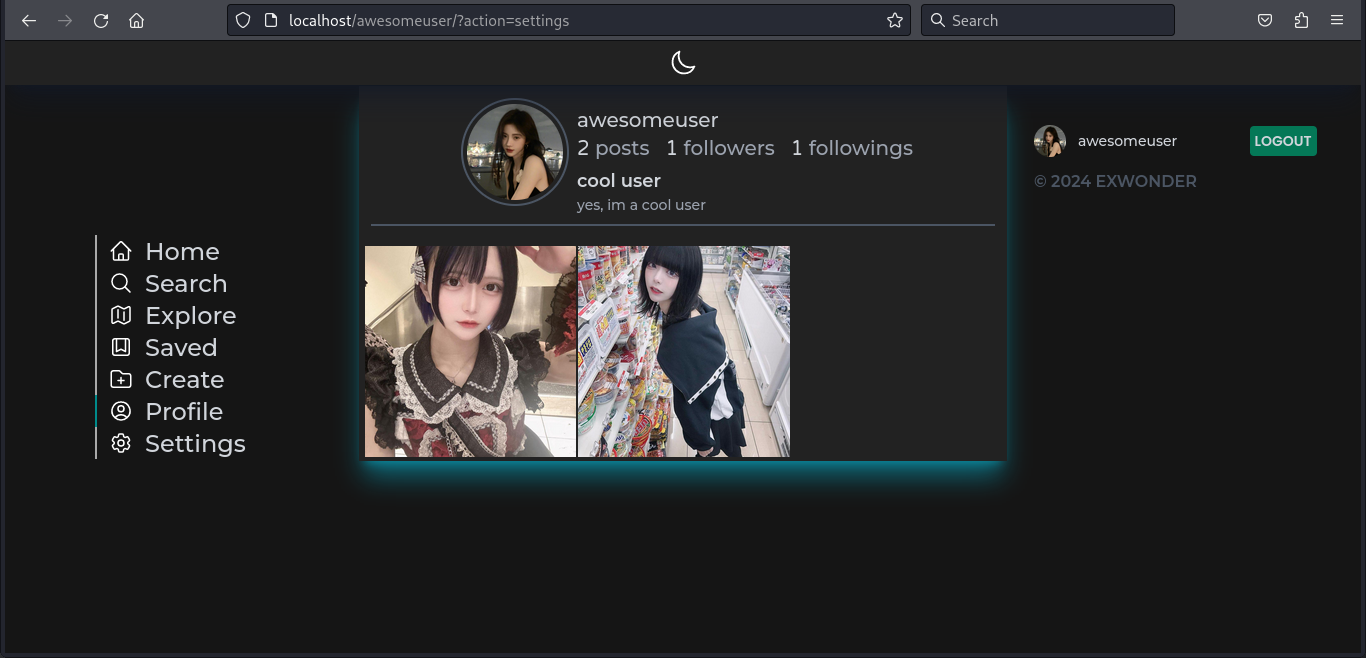 localhost/awesomeuser/?action=settings
Search
awesomeuser
2 posts 1 followers 1 followings
cool user
yes, im a cool user
awesomeuser
LOGOUT
© 2024 EXWONDER
Home
Search
Explore
Saved
Create
Profile
Settings